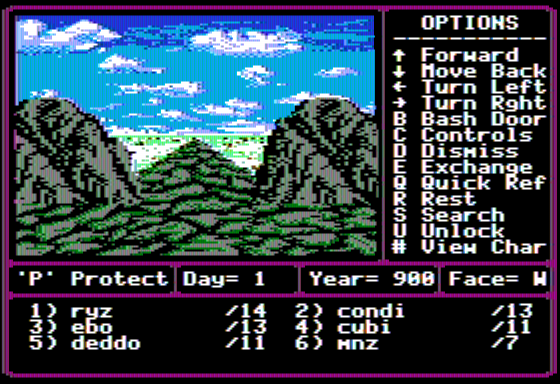 OPTIONS
------------
↑ Forward
↓ Move Back
← Turn Left
→ Turn Rght
B Bash Door
C Controls
D Dismiss
E Exchange
Q Quick Ref
R Rest
S Search
U Unlock
# View Char
'P' Protect Day= 1 Year= 900 Face= W
1) ryz /14 2) condi /13
3) ebo /13 4) cubi /11
5) deddo /11 6) mnz /7